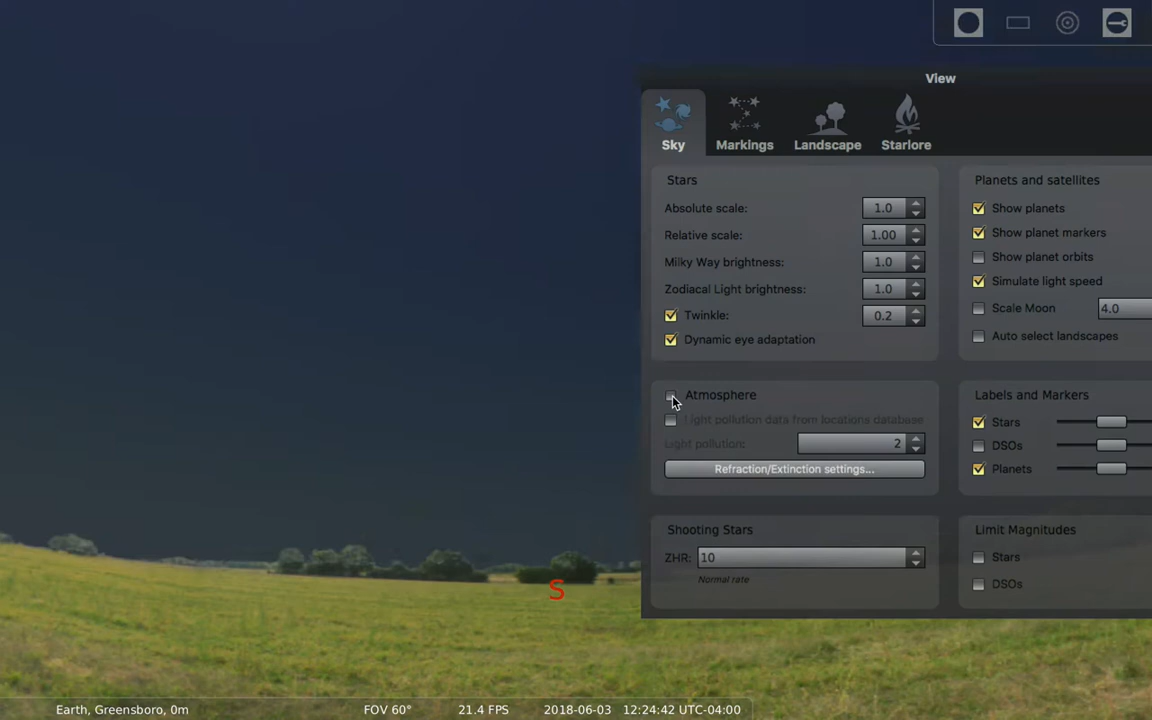 View
Sky
Markings
Landscape
Starlore
Stars
Absolute scale: 1.0
Relative scale: 1.00
Milky Way brightness: 1.0
Zodiacal Light brightness: 1.0
Twinkle: 0.2
Dynamic eye adaptation
Planets and satellites
Show planets
Show planet markers
Show planet orbits
Simulate light speed
Scale Moon 4.0
Auto select landscapes
Atmosphere
Light pollution data from locations database
Light pollution: 2
Refraction/Extinction settings...
Labels and Markers
Stars
DSOs
Planets
Shooting Stars
ZHR: 10
Normal rate
Limit Magnitudes
Stars
DSOs
S
Earth, Greensboro, 0m FOV 60° 21.4 FPS 2018-06-03 12:24:42 UTC-04:00